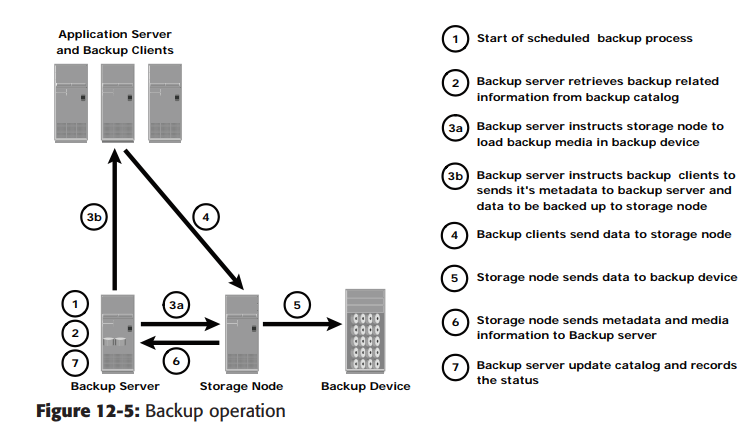 Application Server
and Backup Clients
3b
4
1
2
7
3a
6
5
Backup Server
Storage Node
Backup Device
1 Start of scheduled backup process
2 Backup server retrieves backup related
information from backup catalog
3a Backup server instructs storage node to
load backup media in backup device
3b Backup server instructs backup clients to
sends it's metadata to backup server and
data to be backed up to storage node
4 Backup clients send data to storage node
5 Storage node sends data to backup device
6 Storage node sends metadata and media
information to Backup server
7 Backup server update catalog and records
the status
Figure 12-5: Backup operation